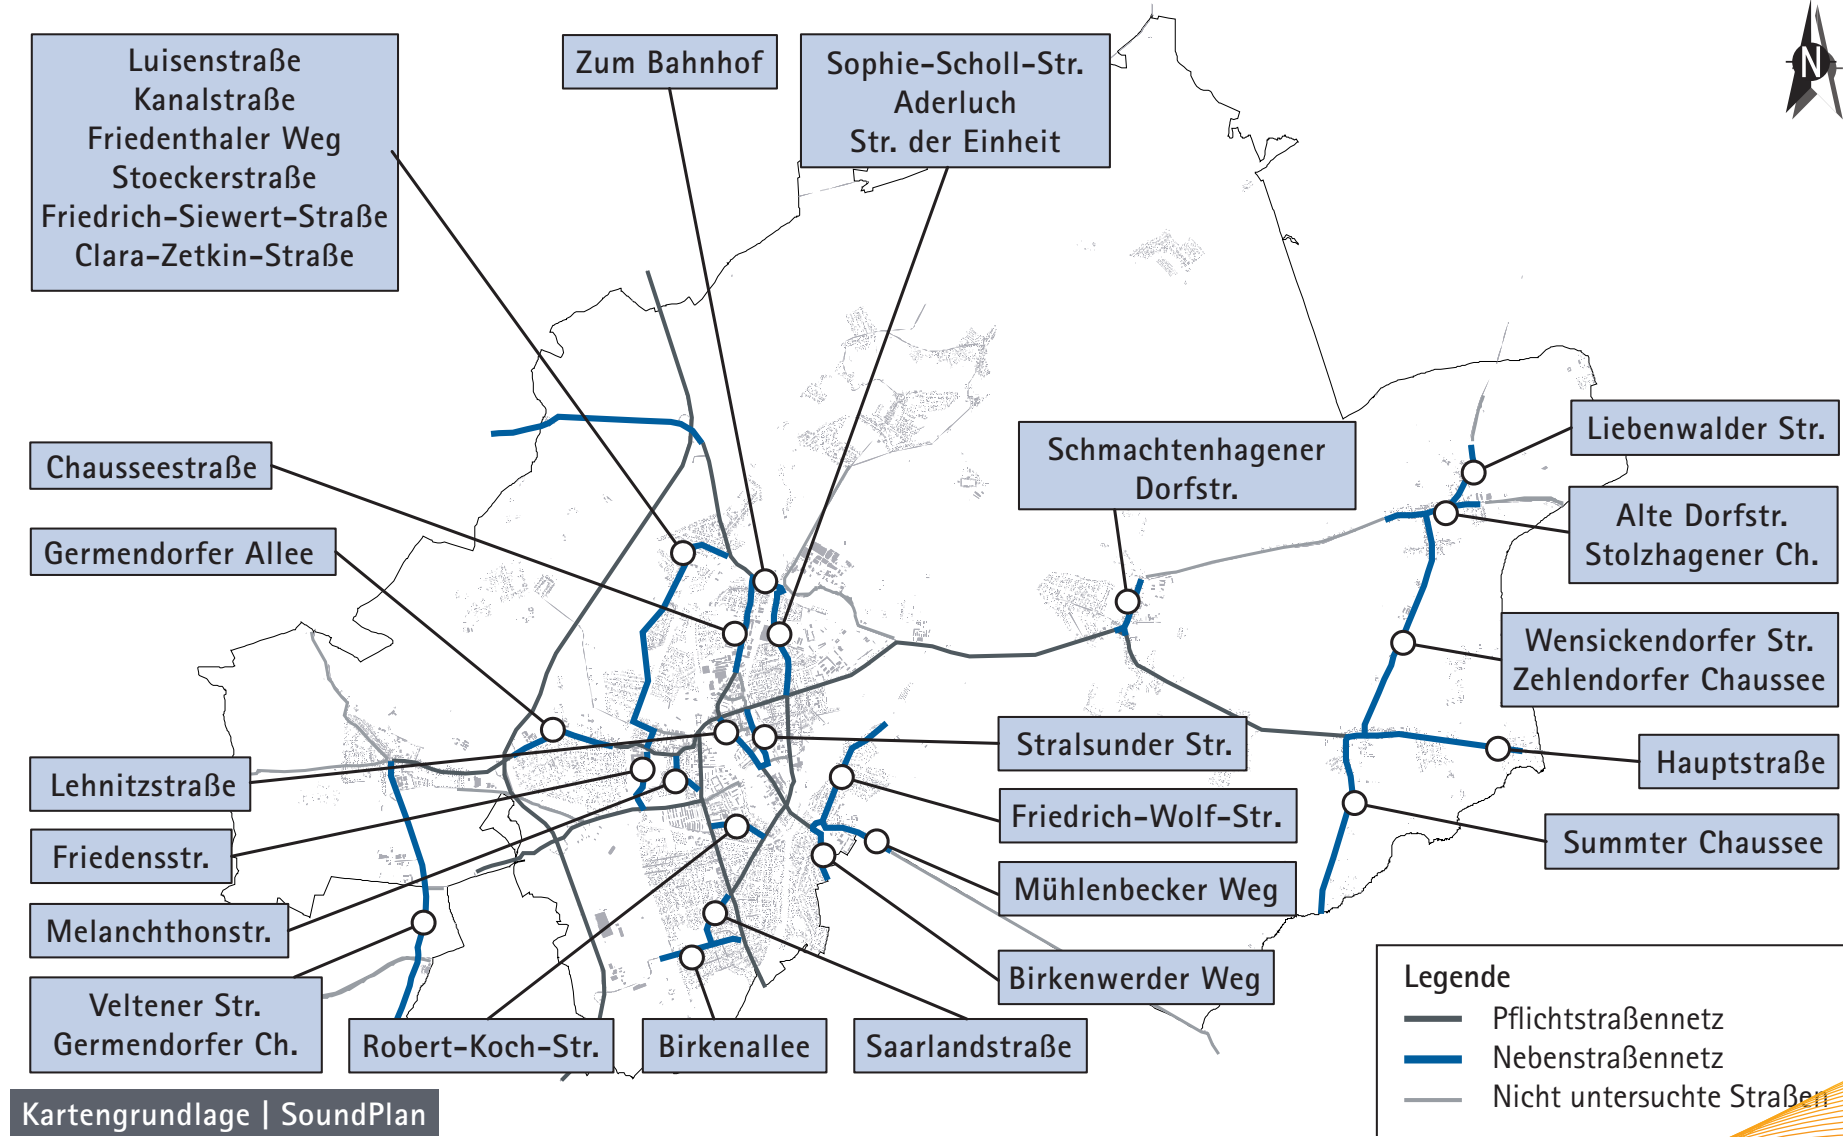 Luisenstraße
Kanalstraße
Friedenthaler Weg
Stoeckerstraße
Friedrich-Siewert-Straße
Clara-Zetkin-Straße
Zum Bahnhof
Sophie-Scholl-Str.
Aderluch
Str. der Einheit
N
Chausseestraße
Germendorfer Allee
Schmachtenhagener
Dorfstr.
Liebenwalder Str.
Alte Dorfstr.
Stolzhagener Ch.
Wensickendorfer Str.
Zehlendorfer Chaussee
Hauptstraße
Summter Chaussee
Stralsunder Str.
Friedrich-Wolf-Str.
Mühlenbecker Weg
Birkenwerder Weg
Lehnitzstraße
Friedensstr.
Melanchthonstr.
Veltener Str.
Germendorfer Ch.
Robert-Koch-Str.
Birkenallee
Saarlandstraße
Legende
Pflichtstraßennetz
Nebenstraßennetz
Nicht untersuchte Straßen
Kartengrundlage | SoundPlan